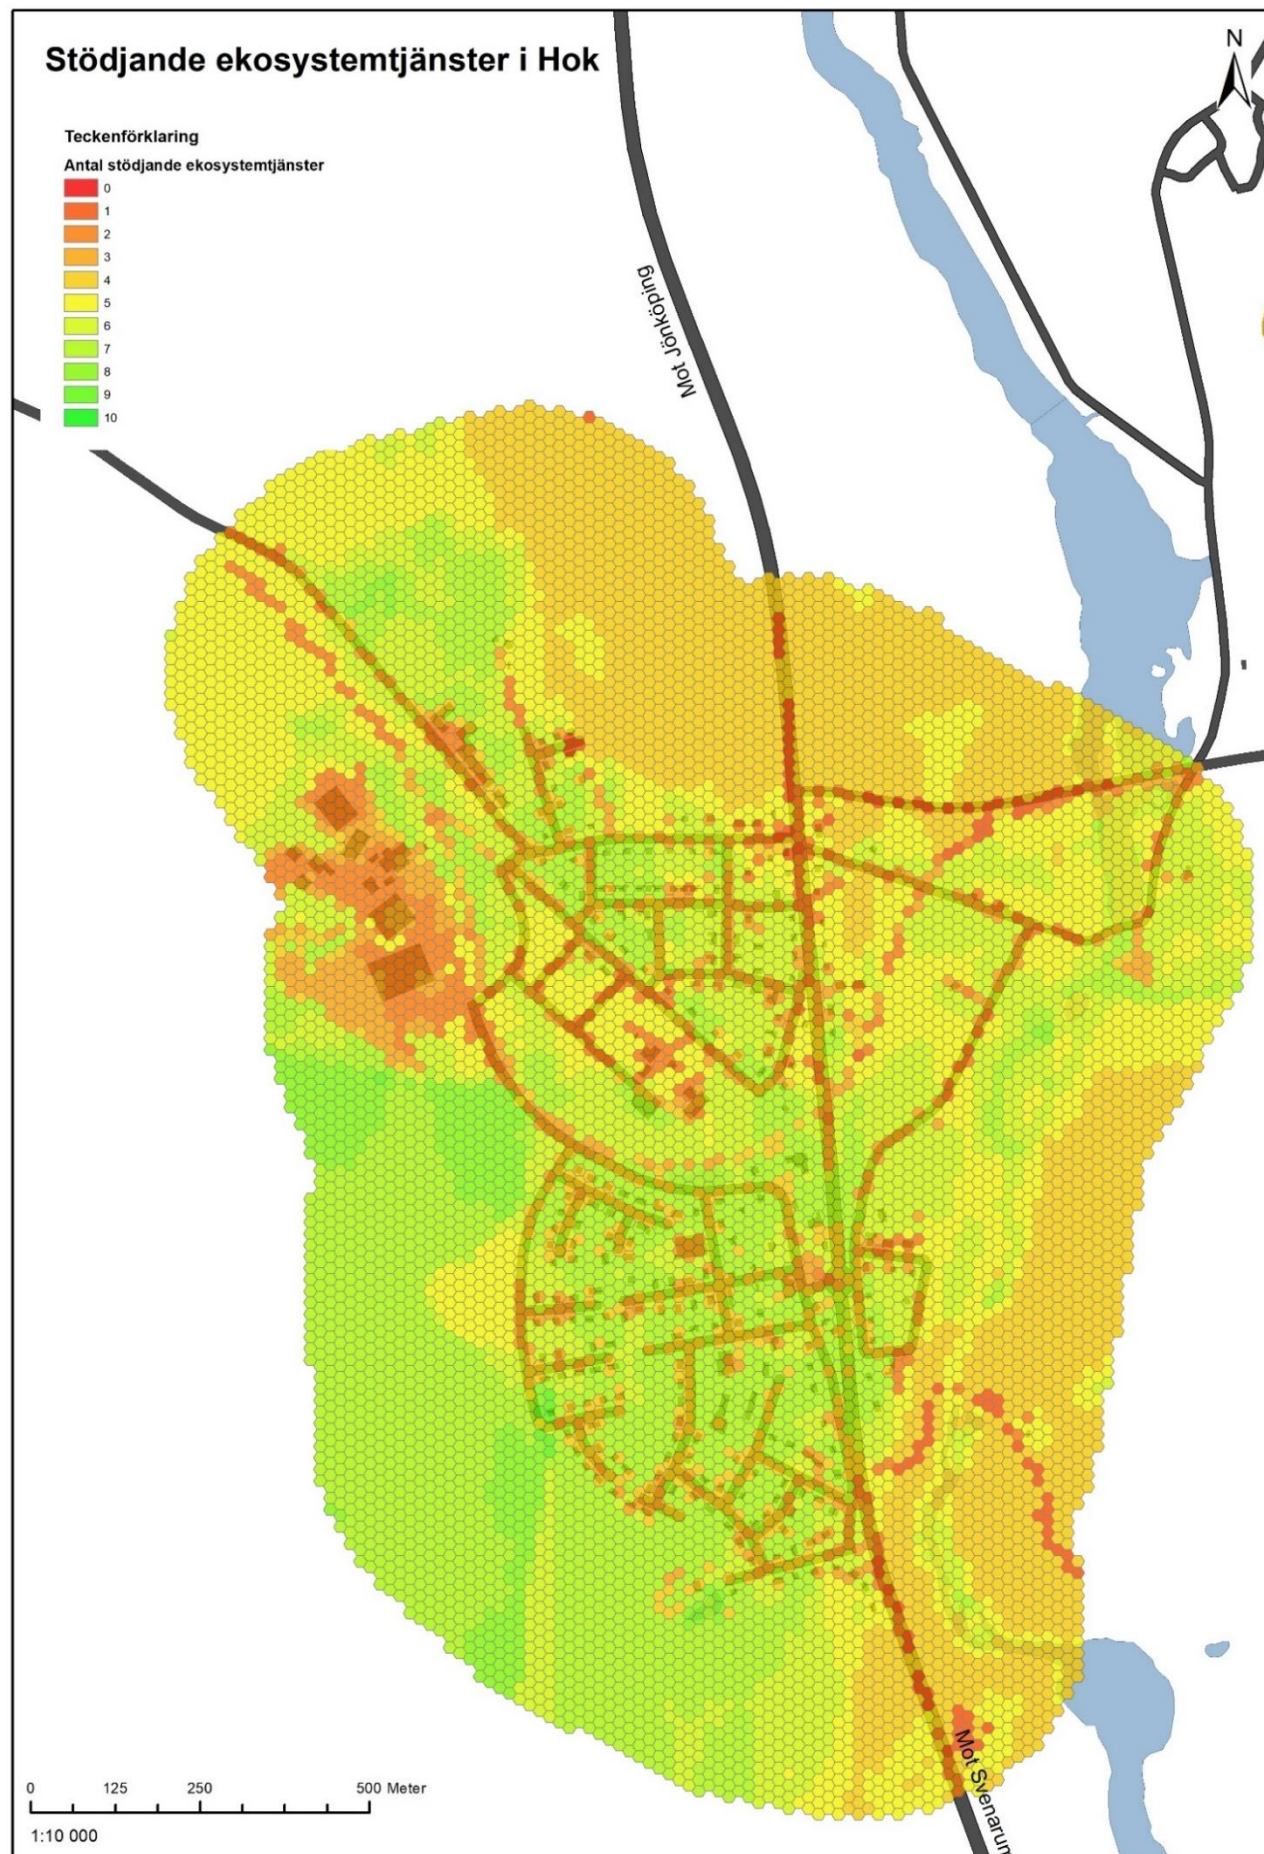 Stödjande ekosystemtjänster i Hok
N
Teckenförklaring
Antal stödjande ekosystemtjänster
0
1
2
3
4
5
6
7
8
9
10
Mot Jönköping
Mot Svenarum
0 125 250 500 Meter
1:10 000